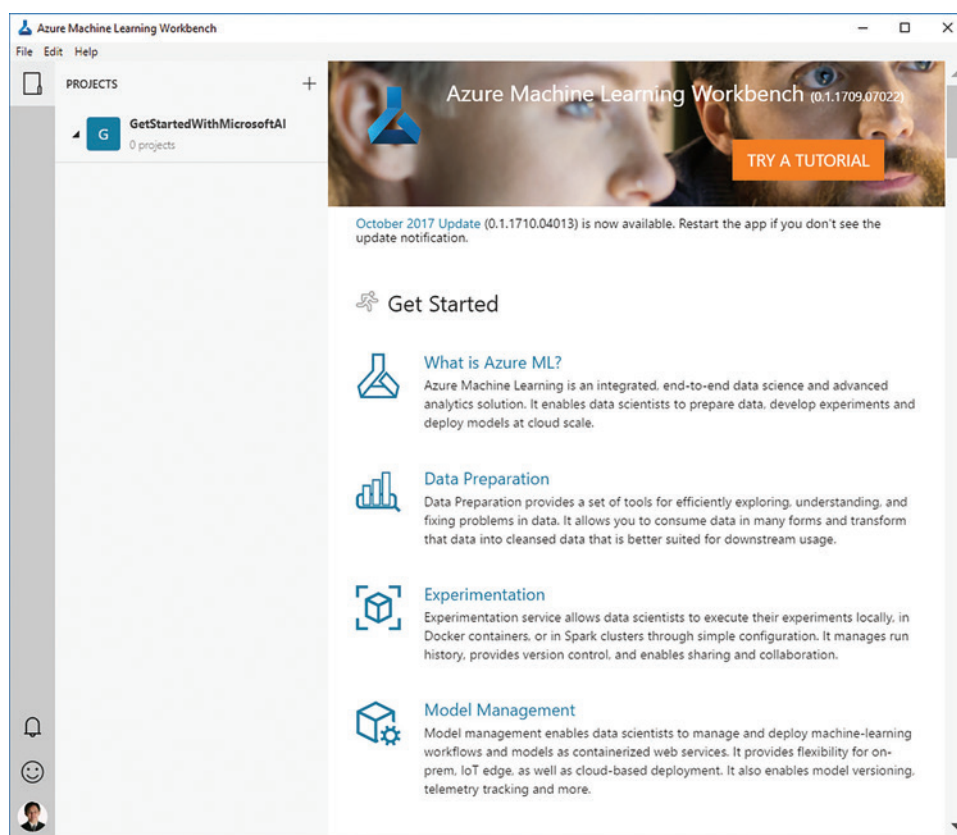 Azure Machine Learning Workbench
File Edit Help
PROJECTS
G
GetStartedWithMicrosoftAI
0 projects
Azure Machine Learning Workbench (0.1.1709.07022)
TRY A TUTORIAL
October 2017 Update (0.1.1710.04013) is now available. Restart the app if you don't see the
update notification.
Get Started
What is Azure ML?
Azure Machine Learning is an integrated, end-to-end data science and advanced
analytics solution. It enables data scientists to prepare data, develop experiments and
deploy models at cloud scale.
Data Preparation
Data Preparation provides a set of tools for efficiently exploring, understanding, and
fixing problems in data. It allows you to consume data in many forms and transform
that data into cleansed data that is better suited for downstream usage.
Experimentation
Experimentation service allows data scientists to execute their experiments locally, in
Docker containers, or in Spark clusters through simple configuration. It manages run
history, provides version control, and enables sharing and collaboration.
Model Management
Model management enables data scientists to manage and deploy machine-learning
workflows and models as containerized web services. It provides flexibility for on-
prem, IoT edge, as well as cloud-based deployment. It also enables model versioning,
telemetry tracking and more.